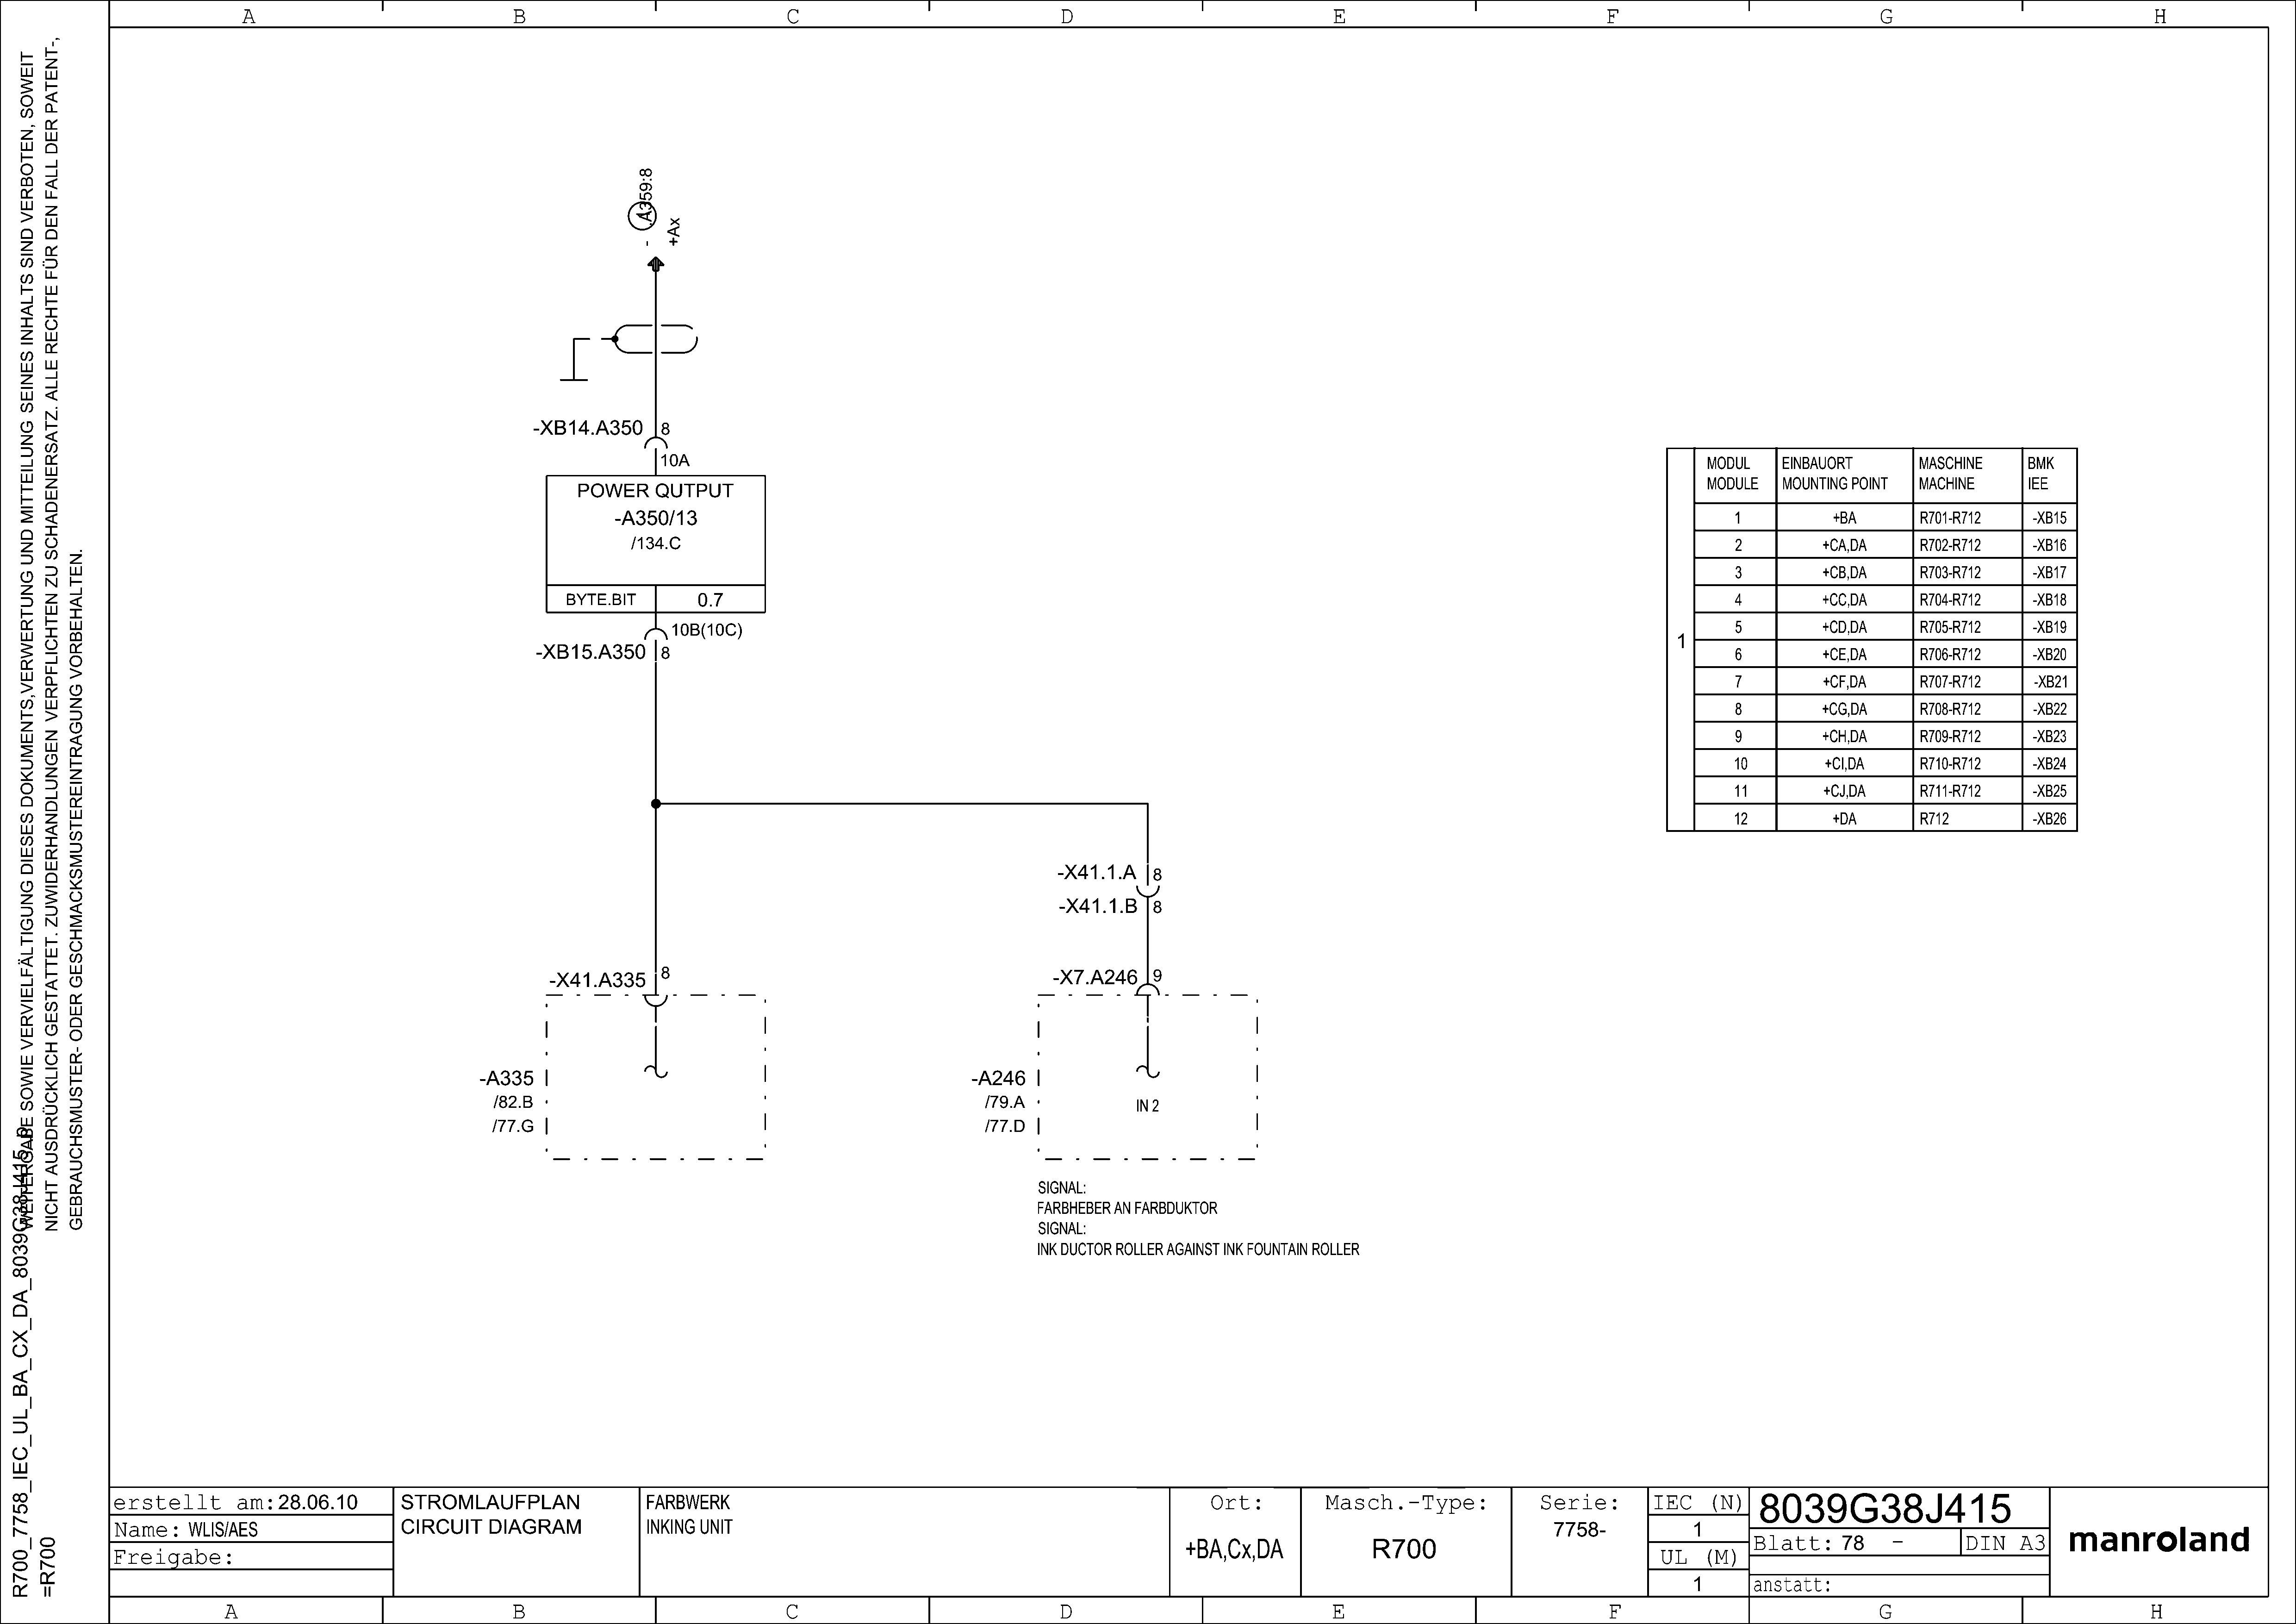 A B C D E F G H
WEITERGABE SOWIE VERVIELFÄLTIGUNG DIESES DOKUMENTS,VERWERTUNG UND MITTEILUNG SEINES INHALTS SIND VERBOTEN, SOWEIT
NICHT AUSDRÜCKLICH GESTATTET. ZUWIDERHANDLUNGEN VERPFLICHTEN ZU SCHADENERSATZ. ALLE RECHTE FÜR DEN FALL DER PATENT-,
GEBRAUCHSMUSTER- ODER GESCHMACKSMUSTEREINTRAGUNG VORBEHALTEN.
R700_7758_IEC_UL_BA_CX_DA_8039G38J415_p
=R700
- .A359:8
1
+Ax
-XB14.A350 8
10A
POWER QUTPUT
-A350/13
/134.C
BYTE.BIT 0.7
10B(10C)
-XB15.A350 8
-X41.1.A 8
-X41.1.B 8
-X41.A335 8
-X7.A246 9
-A335
/82.B
/77.G
-A246
/79.A
/77.D
IN 2
SIGNAL:
FARBHEBER AN FARBDUKTOR
SIGNAL:
INK DUCTOR ROLLER AGAINST INK FOUNTAIN ROLLER
MODUL EINBAUORT MASCHINE BMK
MODULE MOUNTING POINT MACHINE IEE
1 +BA R701-R712 -XB15
2 +CA,DA R702-R712 -XB16
3 +CB,DA R703-R712 -XB17
4 +CC,DA R704-R712 -XB18
5 +CD,DA R705-R712 -XB19
1
6 +CE,DA R706-R712 -XB20
7 +CF,DA R707-R712 -XB21
8 +CG,DA R708-R712 -XB22
9 +CH,DA R709-R712 -XB23
10 +CI,DA R710-R712 -XB24
11 +CJ,DA R711-R712 -XB25
12 +DA R712 -XB26
erstellt am: 28.06.10
Name: WLIS/AES
Freigabe:
STROMLAUFPLAN
CIRCUIT DIAGRAM
FARBWERK
INKING UNIT
Ort:
+BA,Cx,DA
Masch.-Type:
R700
Serie:
7758-
IEC (N)
1
UL (M)
1
8039G38J415
Blatt: 78 - DIN A3
anstatt:
manroland
A B C D E F G H